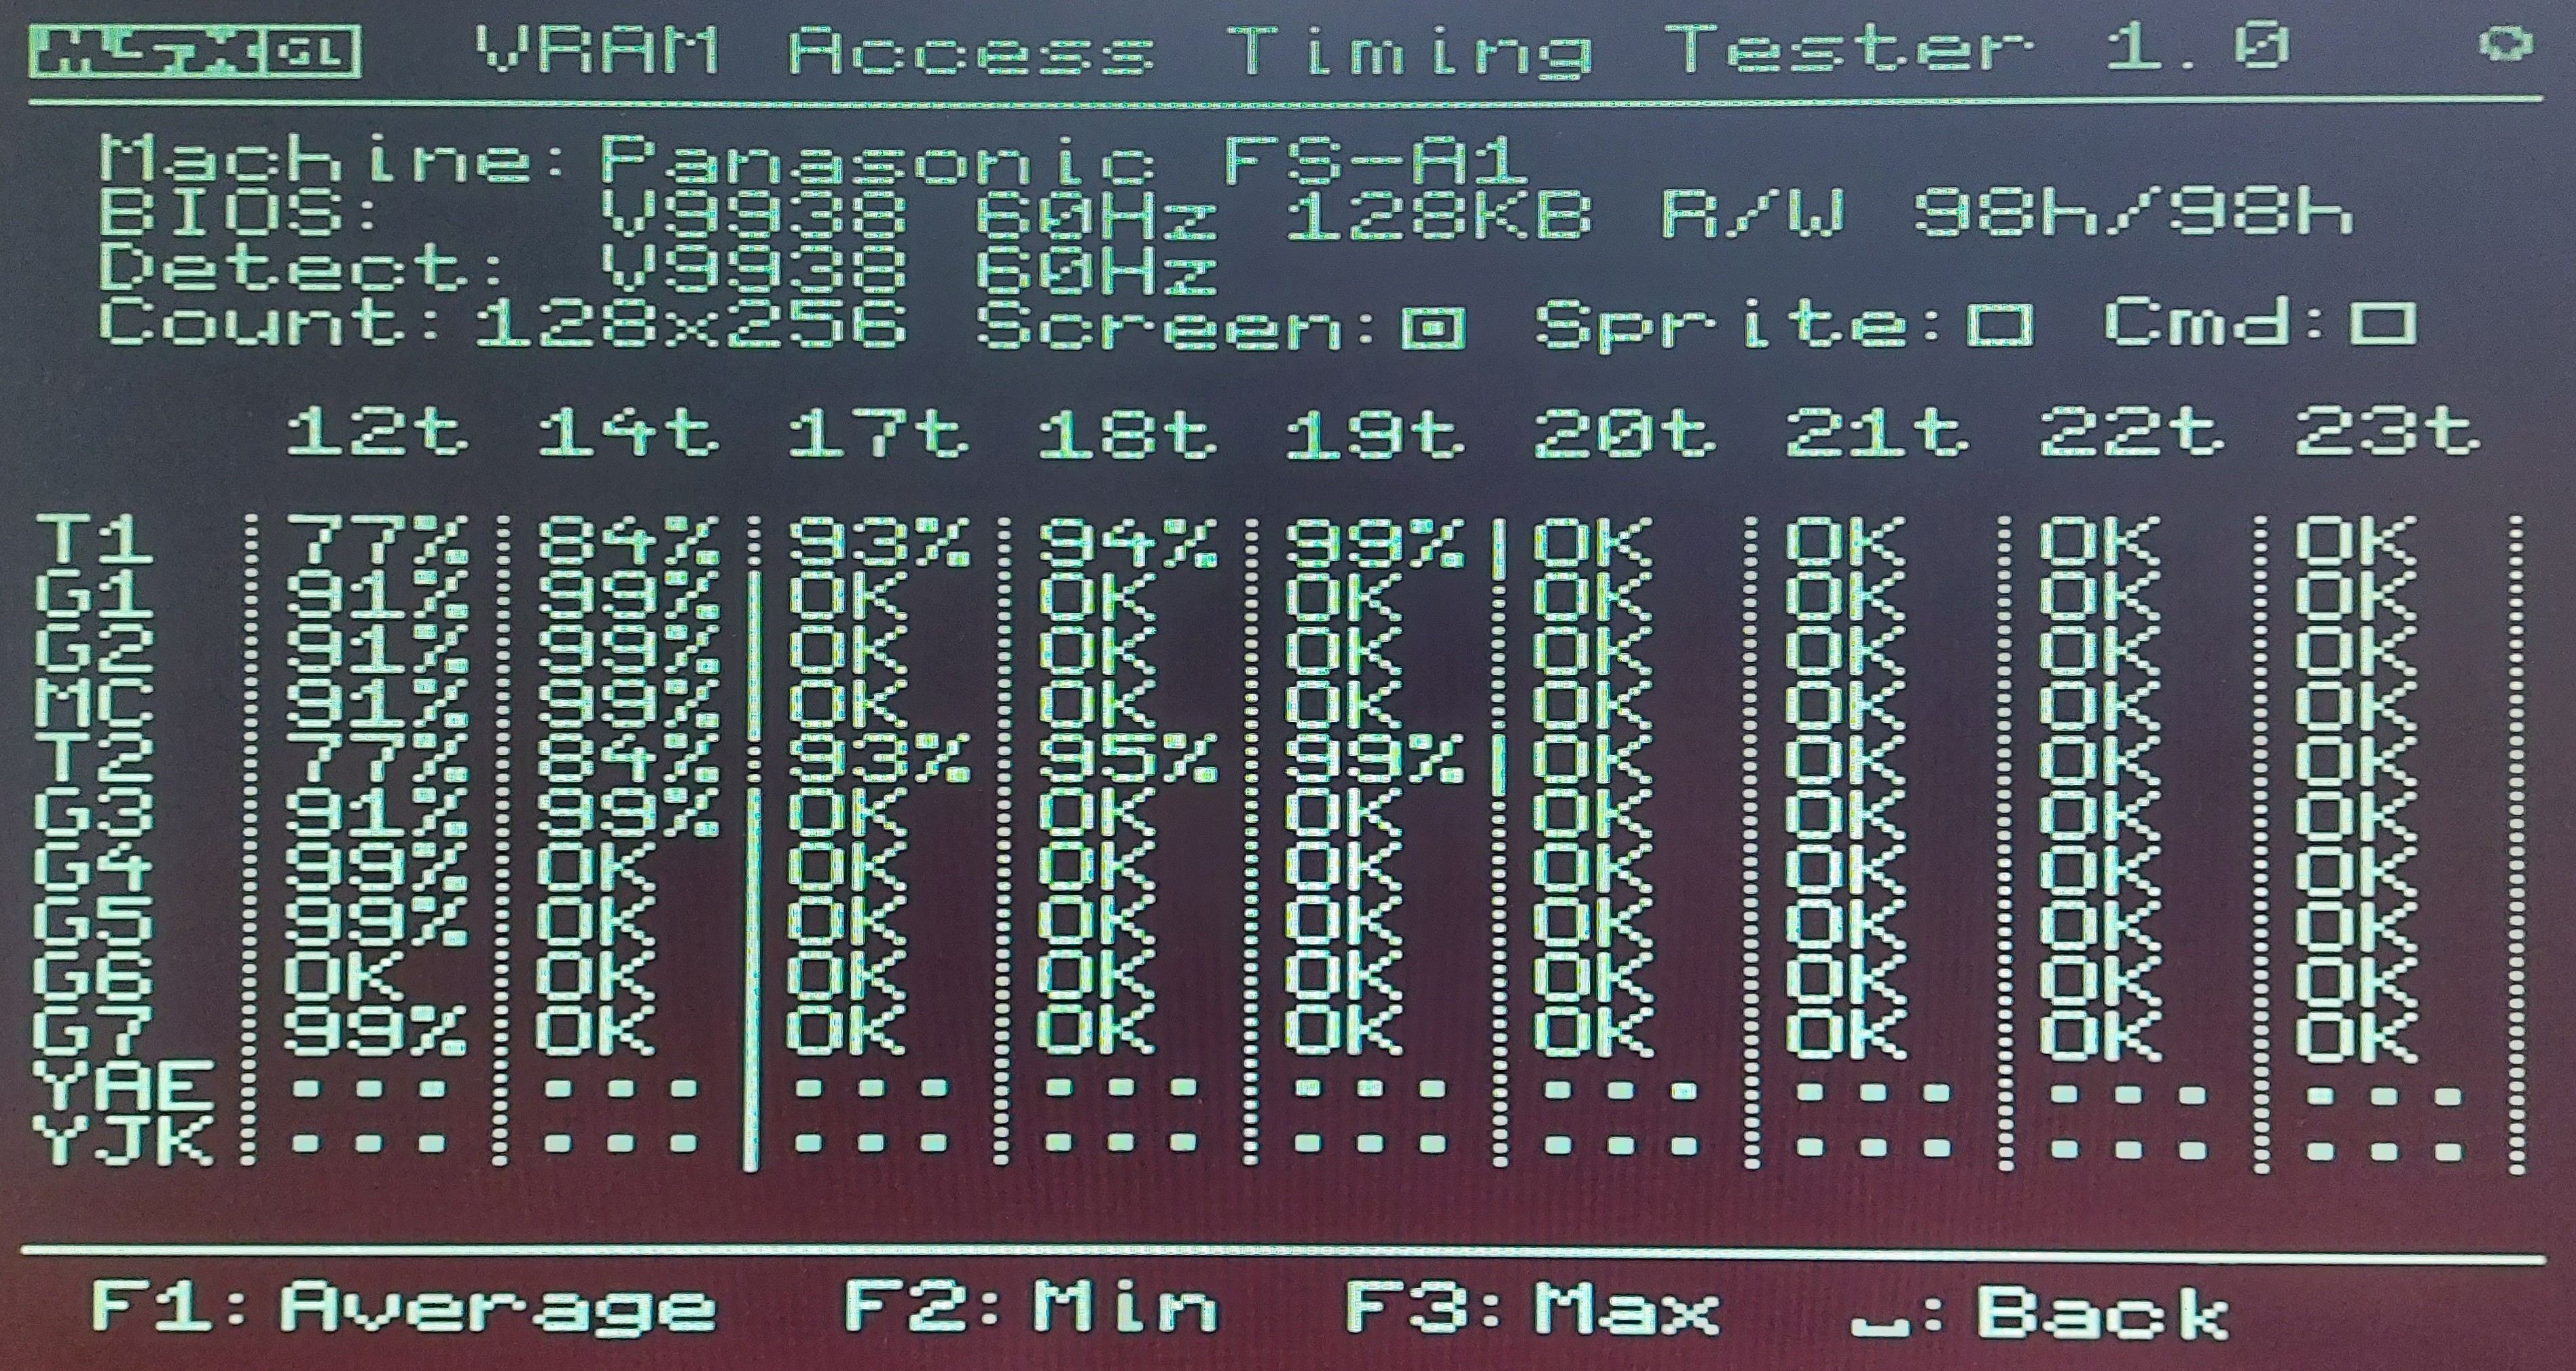 MSX GL VRAM Access Timing Tester 1.0
Machine: Panasonic FS-A1
BIOS: V9938 60Hz 128KB R/W 98h/98h
Detect: V9938 60Hz
Count: 128x256 Screen: Sprite: Cmd:
12t 14t 17t 18t 19t 20t 21t 22t 23t
T1 77% 84% 93% 94% 99% OK OK OK OK
G1 91% 99% OK OK OK OK OK OK OK
G2 91% 99% OK OK OK OK OK OK OK
MC 91% 99% OK OK OK OK OK OK OK
T2 77% 84% 93% 95% 99% OK OK OK OK
G3 91% 99% OK OK OK OK OK OK OK
G4 99% OK OK OK OK OK OK OK OK
G5 99% OK OK OK OK OK OK OK OK
G6 OK OK OK OK OK OK OK OK OK
G7 99% OK OK OK OK OK OK OK OK
YAE
YJK
F1:Average F2:Min F3:Max ␣:Back